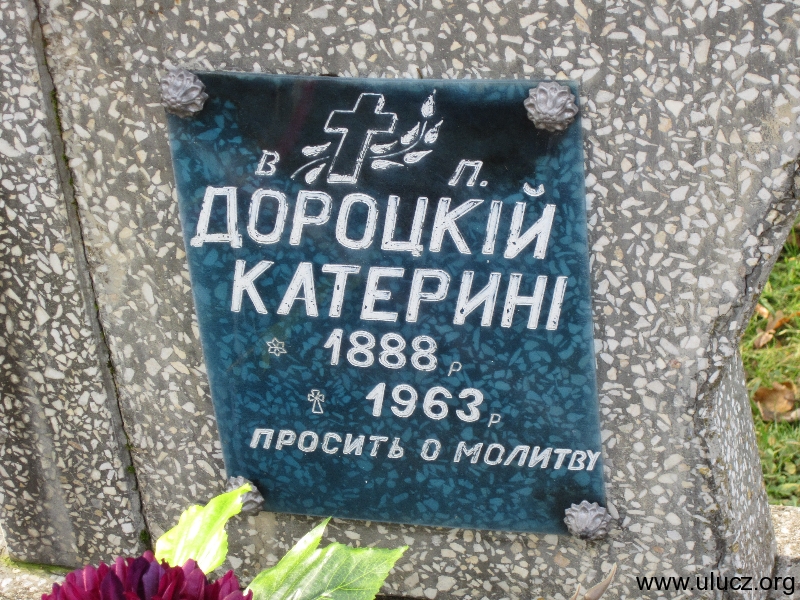 В П.
ДОРОЦКІЙ
КАТЕРИНІ
1888 р
1963 р
ПРОСИТЬ О МОЛИТВУ
www.ulucz.org